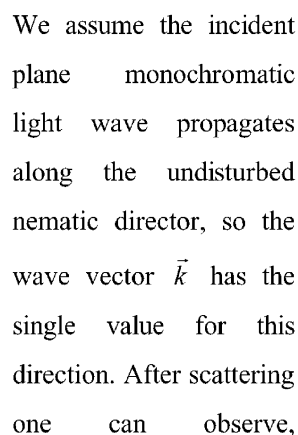 We assume the incident
plane monochromatic
light wave propagates
along the undisturbed
nematic director, so the
wave vector \vec{k} has the
single value for this
direction. After scattering
one can observe,